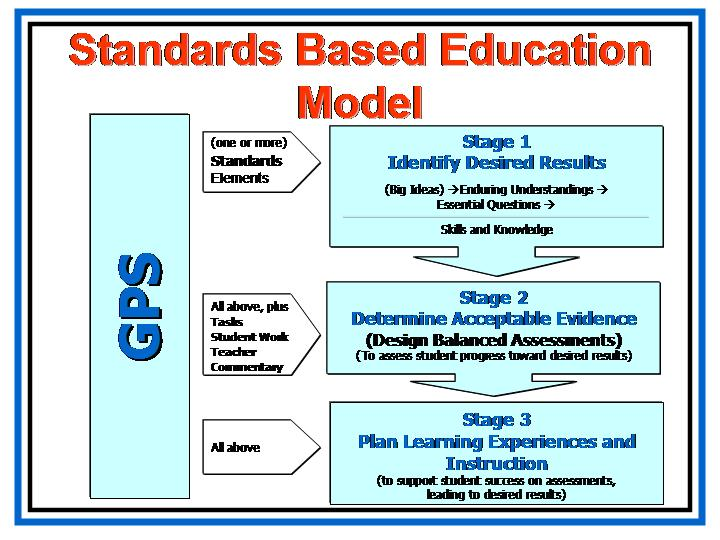 Standards Based Education
Model
GPS
(one or more)
Standards
Elements
Stage 1
Identify Desired Results
(Big Ideas) →Enduring Understandings →
Essential Questions →
Skills and Knowledge
All above, plus
Tasks
Student Work
Teacher
Commentary
Stage 2
Determine Acceptable Evidence
(Design Balanced Assessments)
(To assess student progress toward desired results)
All above
Stage 3
Plan Learning Experiences and
Instruction
(to support student success on assessments,
leading to desired results)